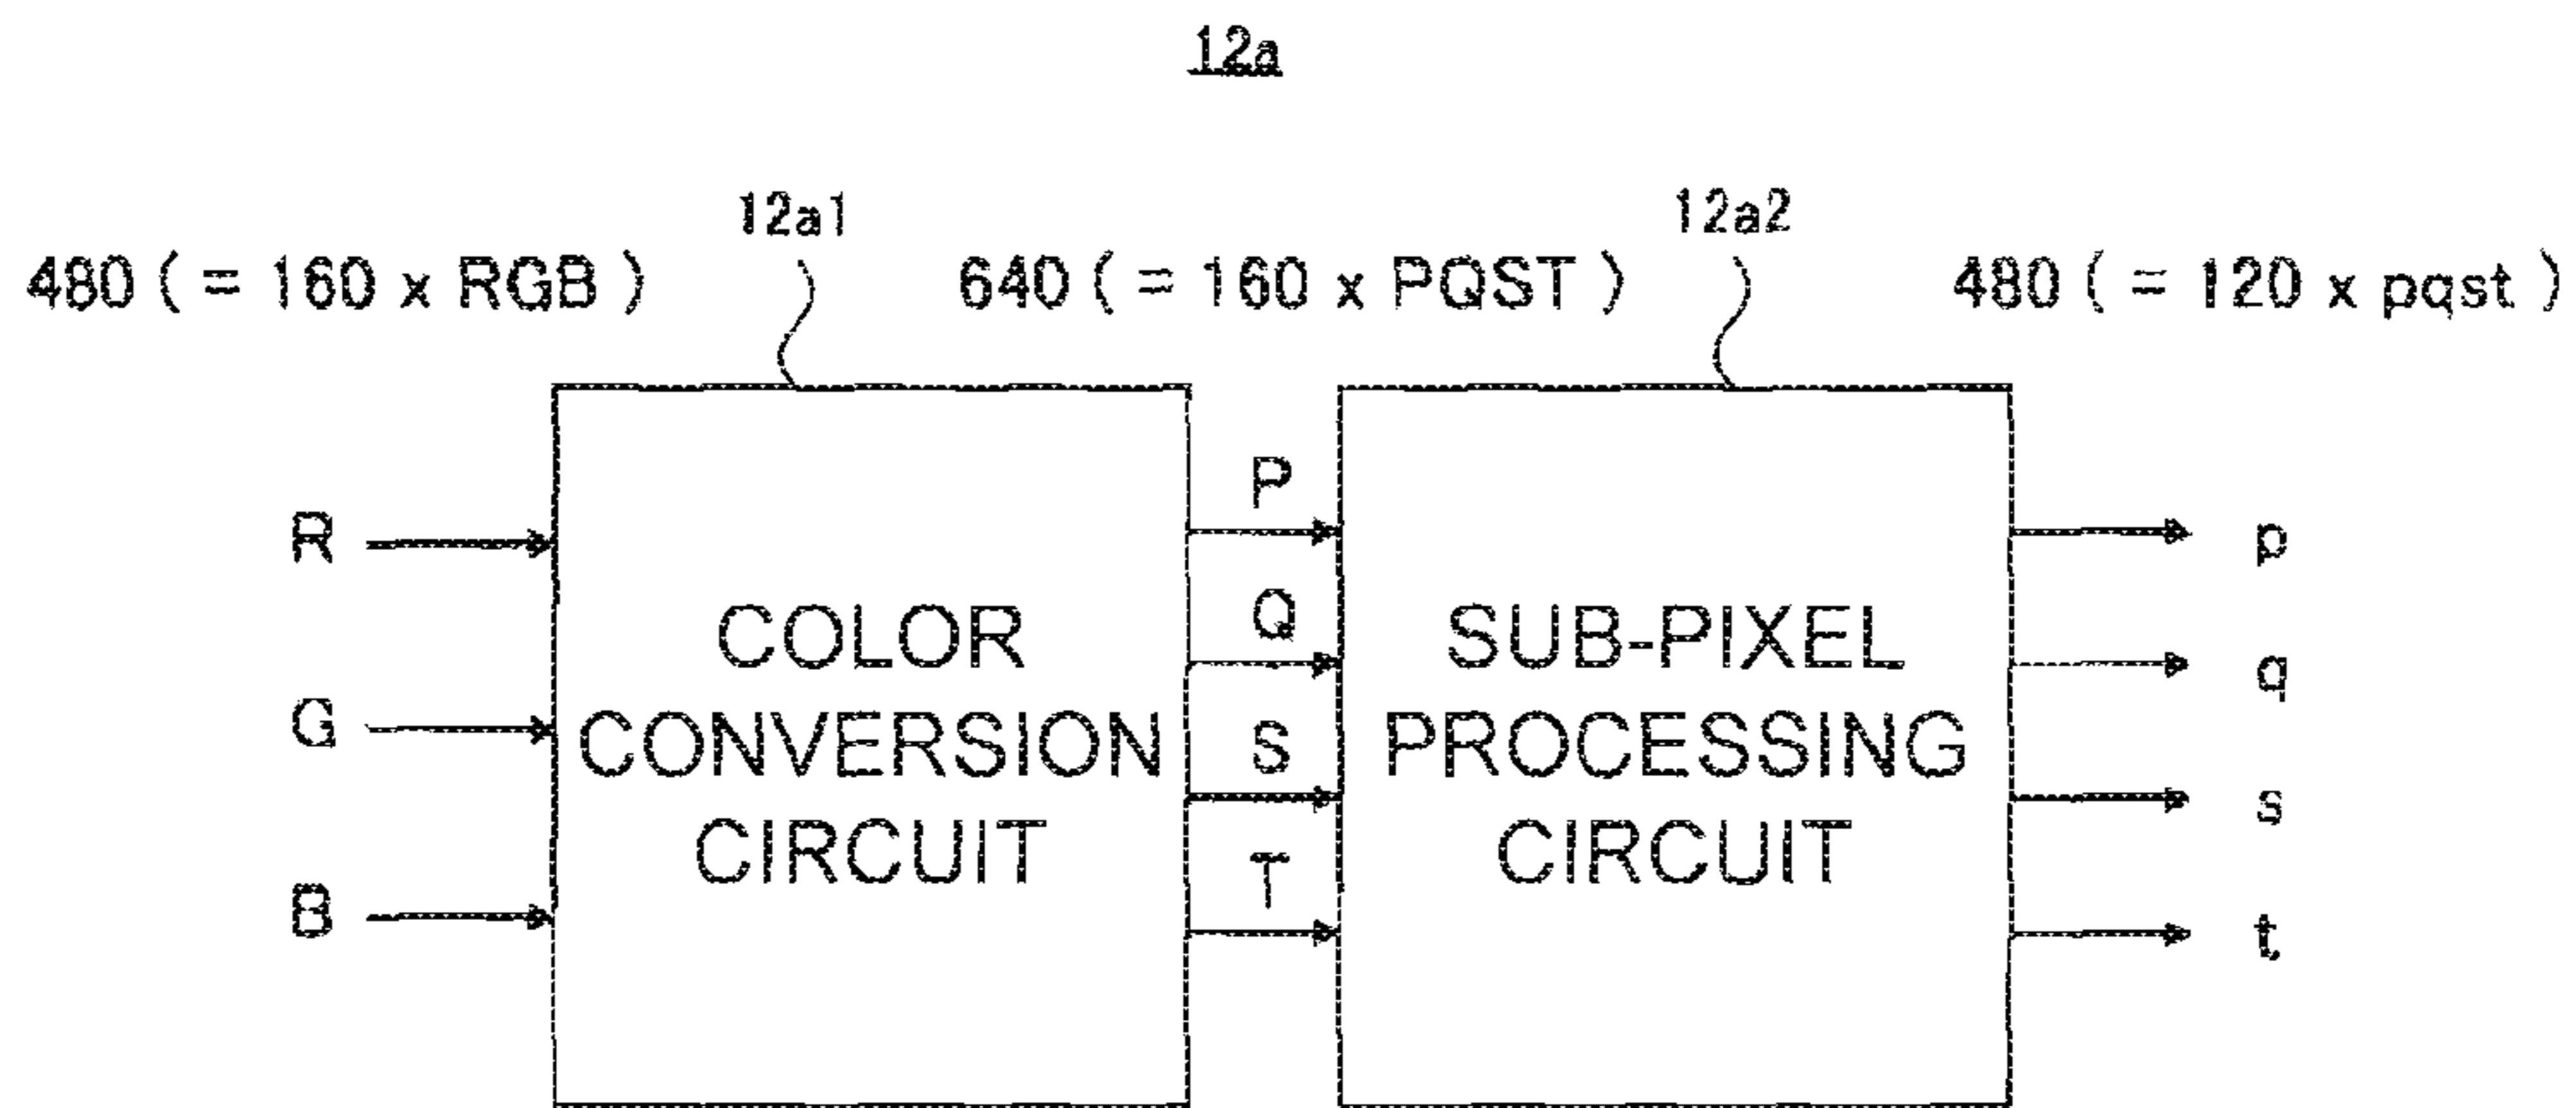 12a
12a1
12a2
480 ( = 160 x RGB )
640 ( = 160 x PQST )
480 ( = 120 x pqst )
R
G
B
COLOR
CONVERSION
CIRCUIT
P
Q
S
T
SUB-PIXEL
PROCESSING
CIRCUIT
p
q
s
t